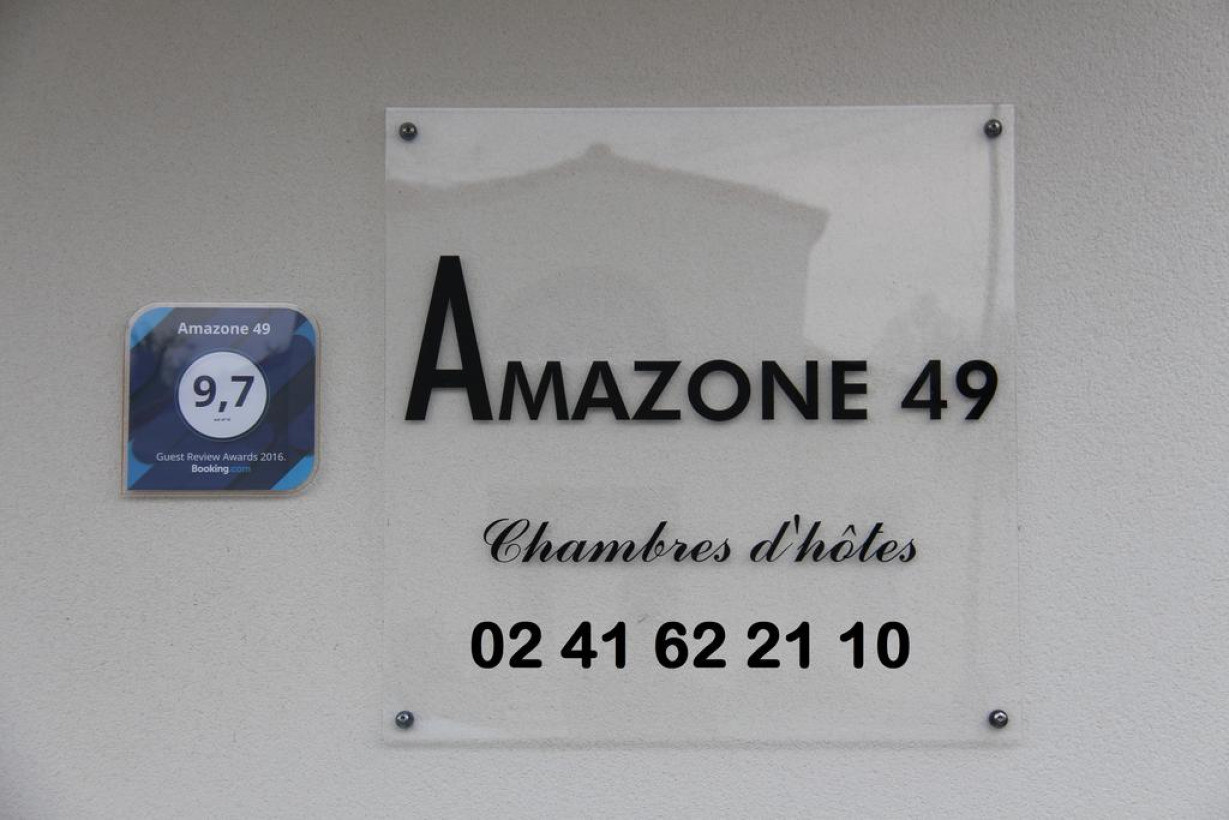 Amazone 49
9,7
Guest Review Awards 2016.
Booking.com
AMAZONE 49
Chambres d'hôtes
02 41 62 21 10